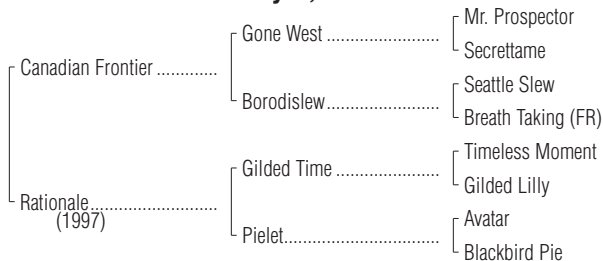 Mr. Prospector
Gone West
Secrettame
Canadian Frontier
Seattle Slew
Borodislew
Breath Taking (FR)
Timeless Moment
Gilded Time
Gilded Lilly
Rationale
(1997)
Avatar
Pielet
Blackbird Pie